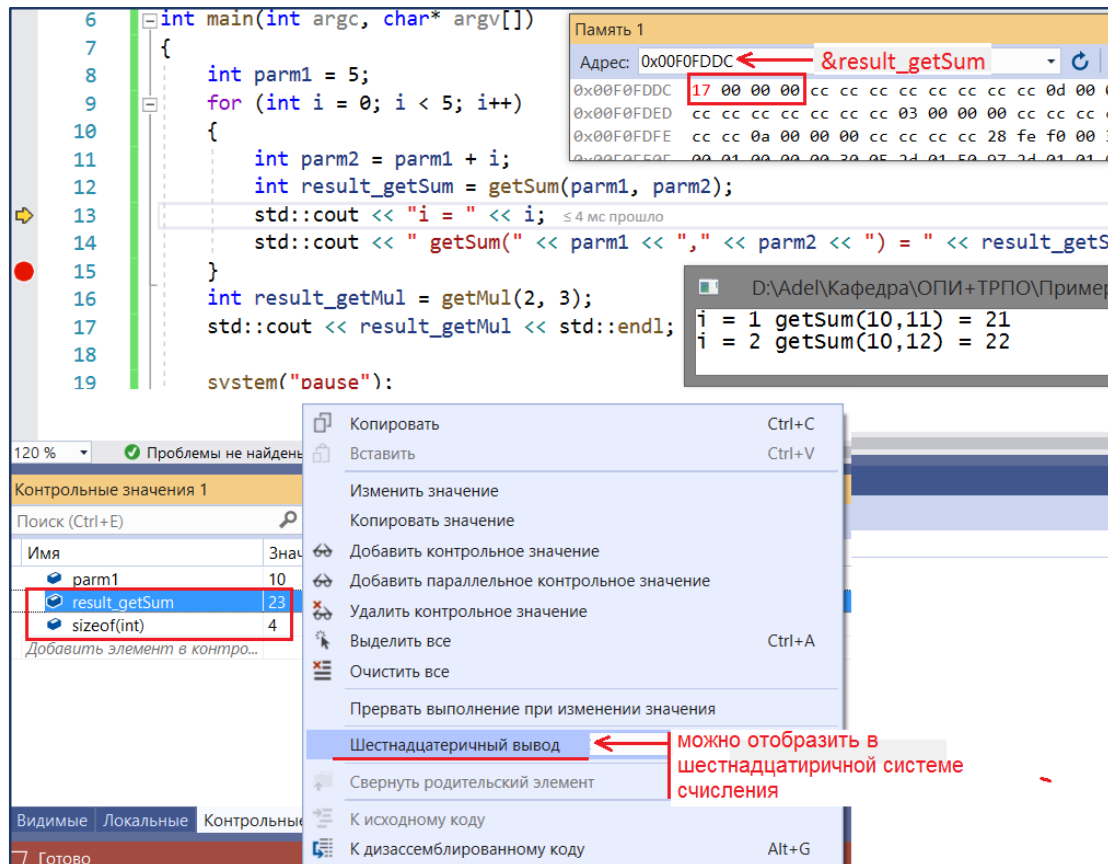 6 int main(int argc, char* argv[])
7 {
8 int parm1 = 5;
9 for (int i = 0; i < 5; i++)
10 {
11 int parm2 = parm1 + i;
12 int result_getSum = getSum(parm1, parm2);
13 std::cout << "i = " << i; ≤ 4 мс прошло
14 std::cout << " getSum(" << parm1 << "," << parm2 << ") = " << result_getS
15 }
16 int result_getMul = getMul(2, 3);
17 std::cout << result_getMul << std::endl;
18
19 system("pause");
Память 1
Адрес: 0x00F0FDDC &result_getSum
0x00F0FDDC 17 00 00 00 cc cc cc cc cc cc cc cc 0d 00
0x00F0FDED cc cc cc cc cc cc cc 03 00 00 00 cc cc cc
0x00F0FDFE cc cc 0a 00 00 00 cc cc cc cc 28 fe f0 00
D:\Adel\Кафедра\ОПИ+ТРПО\Пример
i = 1 getSum(10,11) = 21
i = 2 getSum(10,12) = 22
120 % Проблемы не найдены
Контрольные значения 1
Поиск (Ctrl+E)
Имя Знач
parm1 10
result_getSum 23
sizeof(int) 4
Добавить элемент в контро...
Видимые Локальные Контрольные
Готово
Копировать Ctrl+C
Вставить Ctrl+V
Изменить значение
Копировать значение
Добавить контрольное значение
Добавить параллельное контрольное значение
Удалить контрольное значение
Выделить все Ctrl+A
Очистить все
Прервать выполнение при изменении значения
Шестнадцатеричный вывод
Свернуть родительский элемент
К исходному коду
К дизассемблированному коду Alt+G
можно отобразить в
шестнадцатиричной системе
счисления